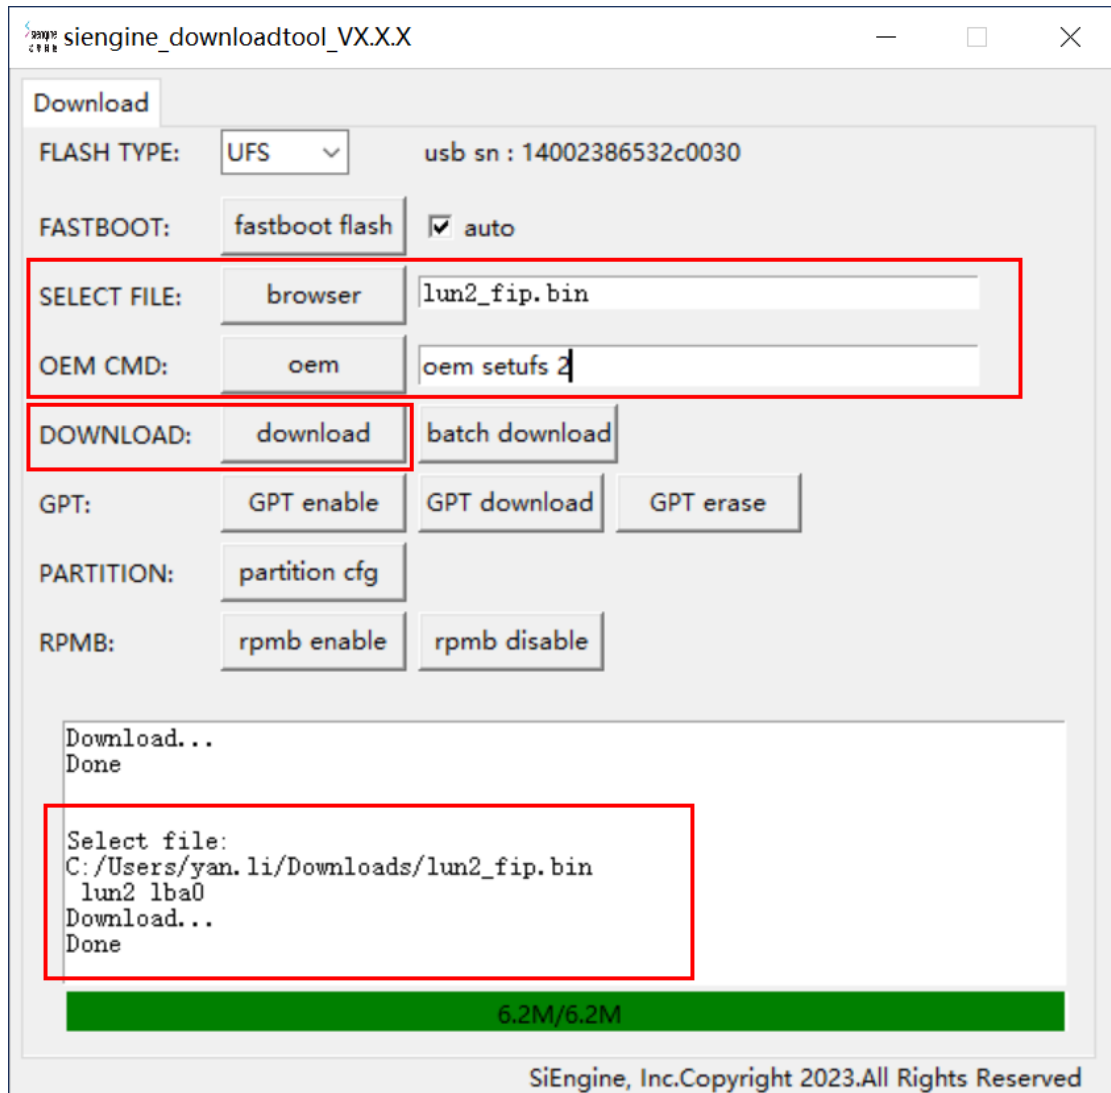 siengine_downloadtool_VX.X.X
Download
FLASH TYPE: UFS usb sn : 14002386532c0030
FASTBOOT: fastboot flash auto
SELECT FILE: browser lun2_fip.bin
OEM CMD: oem oem setufs 2
DOWNLOAD: download batch download
GPT: GPT enable GPT download GPT erase
PARTITION: partition cfg
RPMB: rpmb enable rpmb disable
Download...
Done
Select file:
C:/Users/yan.li/Downloads/lun2_fip.bin
lun2 lba0
Download...
Done
6.2M/6.2M
SiEngine, Inc.Copyright 2023.All Rights Reserved